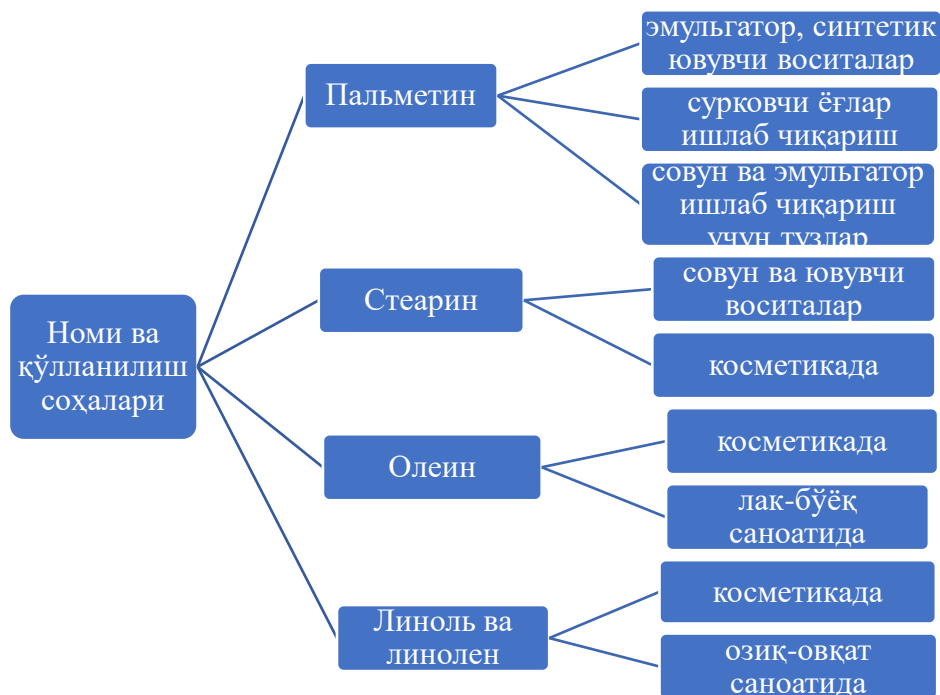 Номи ва
қўлланилиш
соҳалари
Пальметин
эмульгатор, синтетик
ювувчи воситалар
сурковчи ёғлар
ишлаб чиқариш
совун ва эмульгатор
ишлаб чиқариш
учун тузлар
Стеарин
совун ва ювувчи
воситалар
косметикада
Олеин
косметикада
лак-бўёқ
саноатида
Линоль ва
линолен
косметикада
озиқ-овқат
саноатида